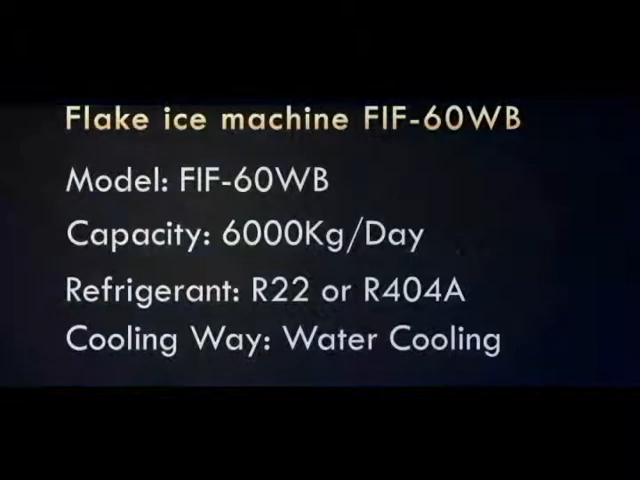 Flake ice machine FIF-60WB
Model: FIF-60WB
Capacity: 6000Kg/Day
Refrigerant: R22 or R404A
Cooling Way: Water Cooling